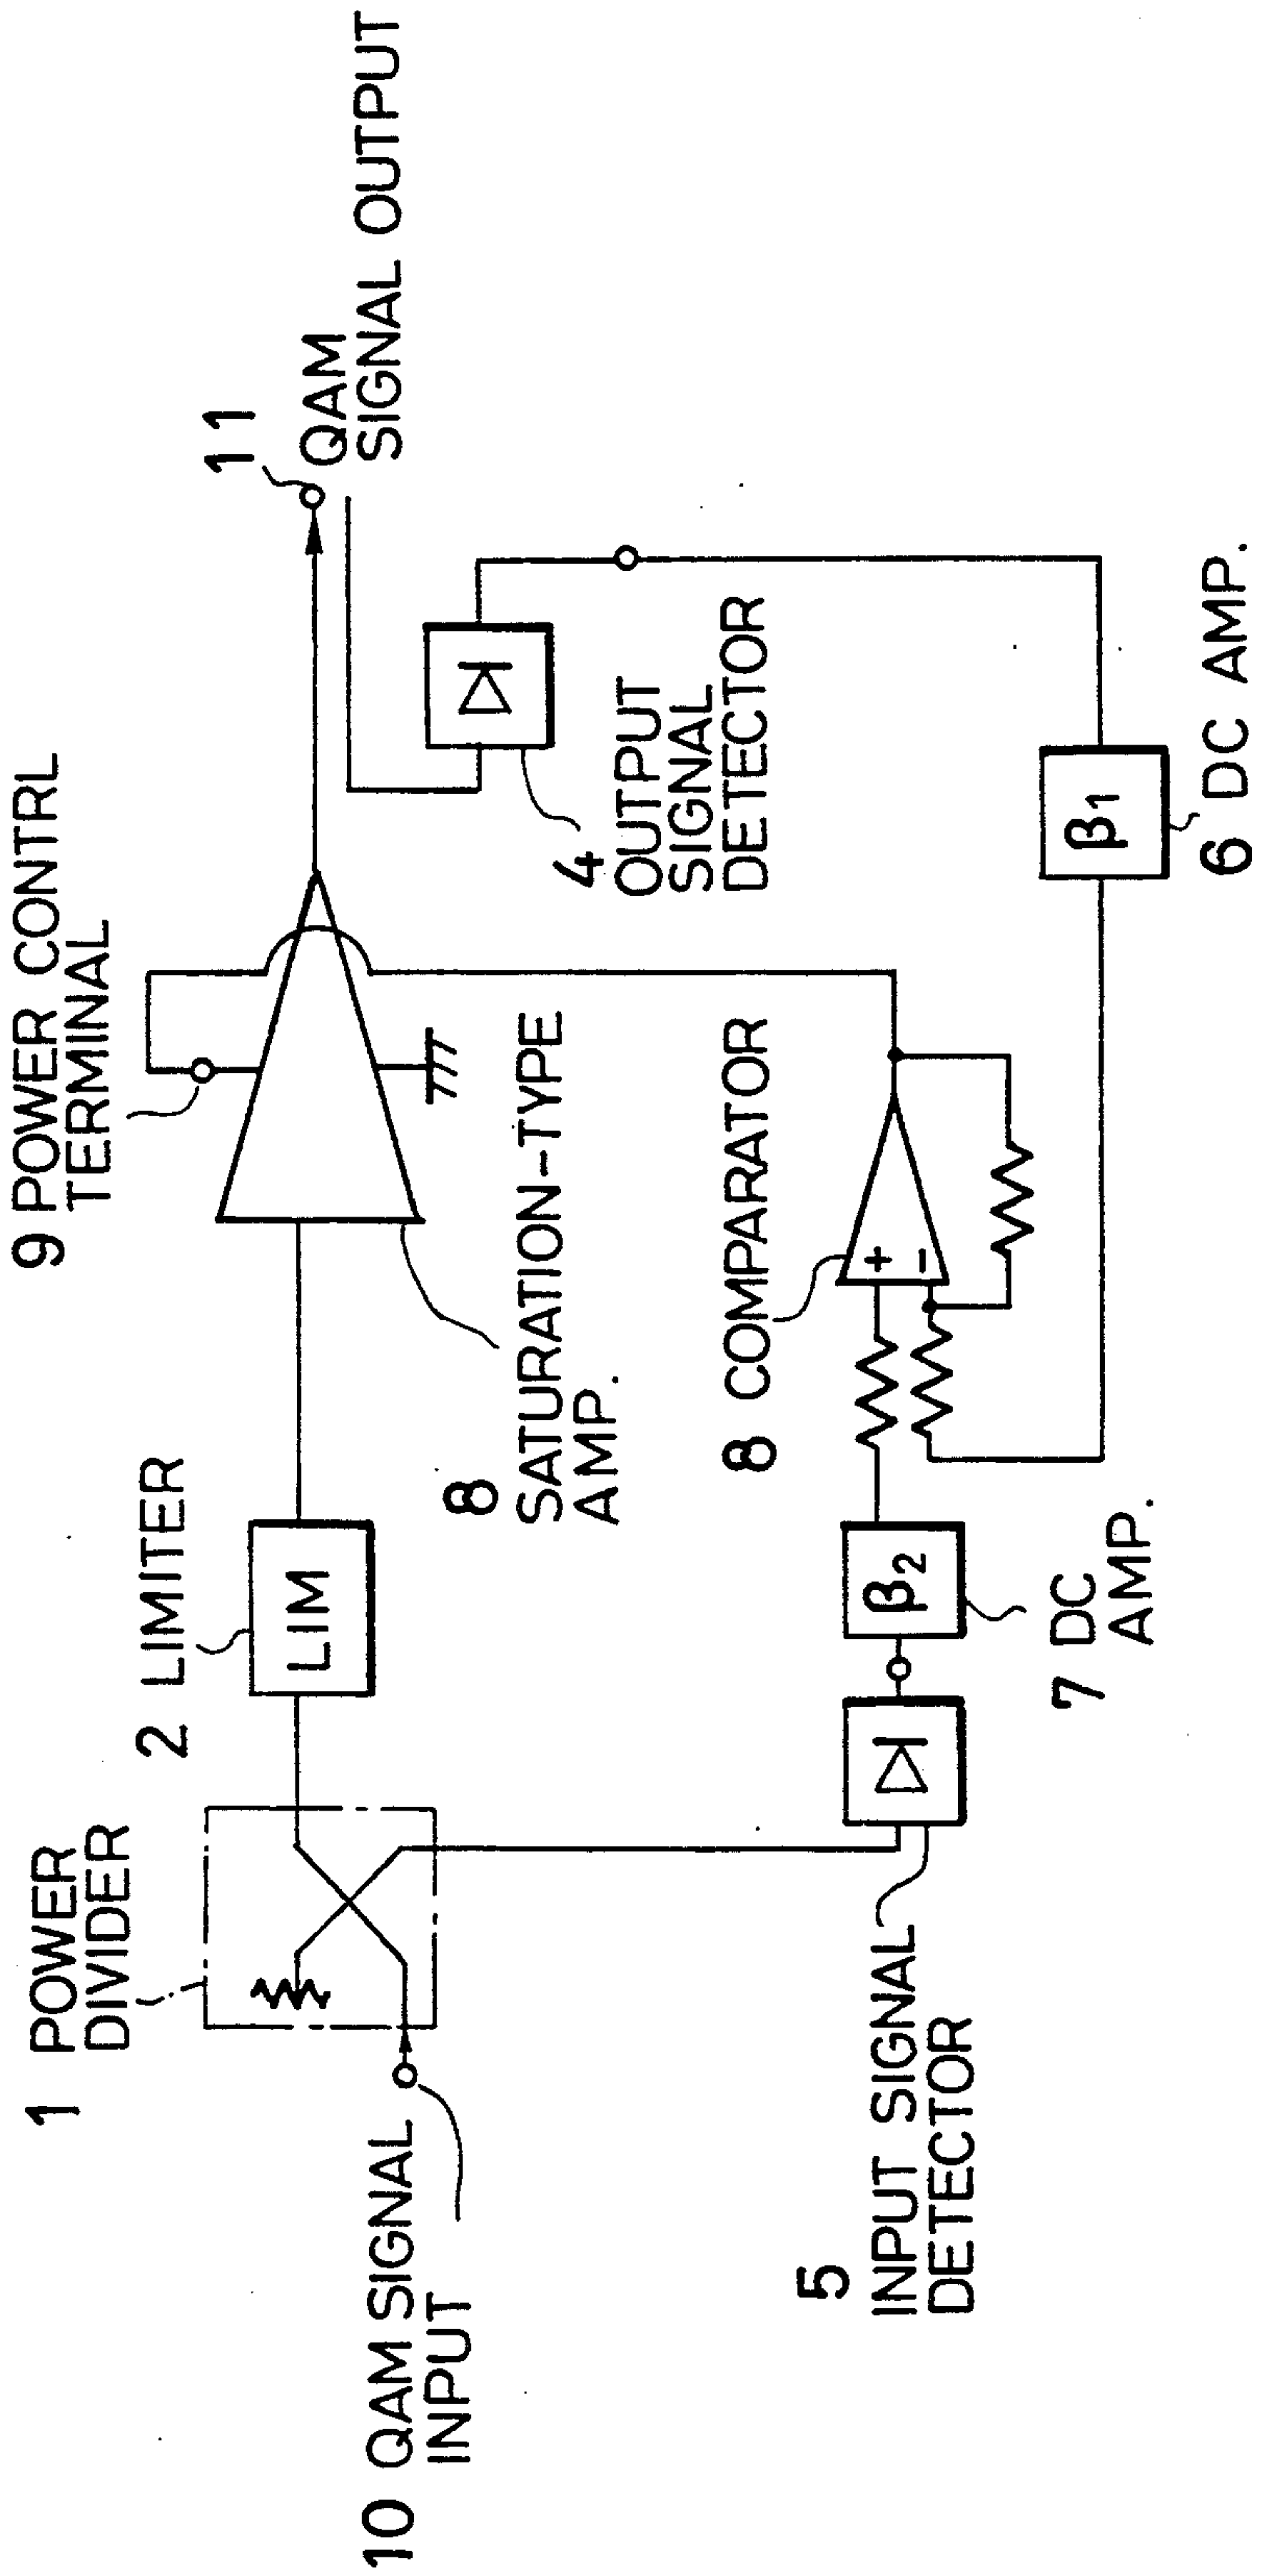 9 POWER CONTRL
TERMINAL
11
QAM
SIGNAL OUTPUT
1 POWER
DIVIDER
2 LIMITER
LIM
8
SATURATION-TYPE
AMP.
4
OUTPUT
SIGNAL
DETECTOR
10 QAM SIGNAL
INPUT
8 COMPARATOR
+
−
5
INPUT SIGNAL
DETECTOR
β2
7 DC
AMP.
β1
6 DC AMP.